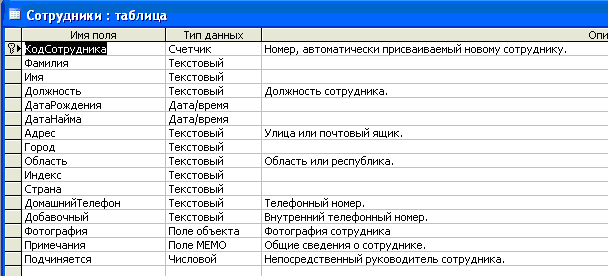 Сотрудники : таблица
Имя поля Тип данных Опи
КодСотрудника Счетчик Номер, автоматически присваиваемый новому сотруднику.
Фамилия Текстовый
Имя Текстовый
Должность Текстовый Должность сотрудника.
ДатаРождения Дата/время
ДатаНайма Дата/время
Адрес Текстовый Улица или почтовый ящик.
Город Текстовый
Область Текстовый Область или республика.
Индекс Текстовый
Страна Текстовый
ДомашнийТелефон Текстовый Телефонный номер.
Добавочный Текстовый Внутренний телефонный номер.
Фотография Поле объекта Фотография сотрудника
Примечания Поле МЕМО Общие сведения о сотруднике.
Подчиняется Числовой Непосредственный руководитель сотрудника.